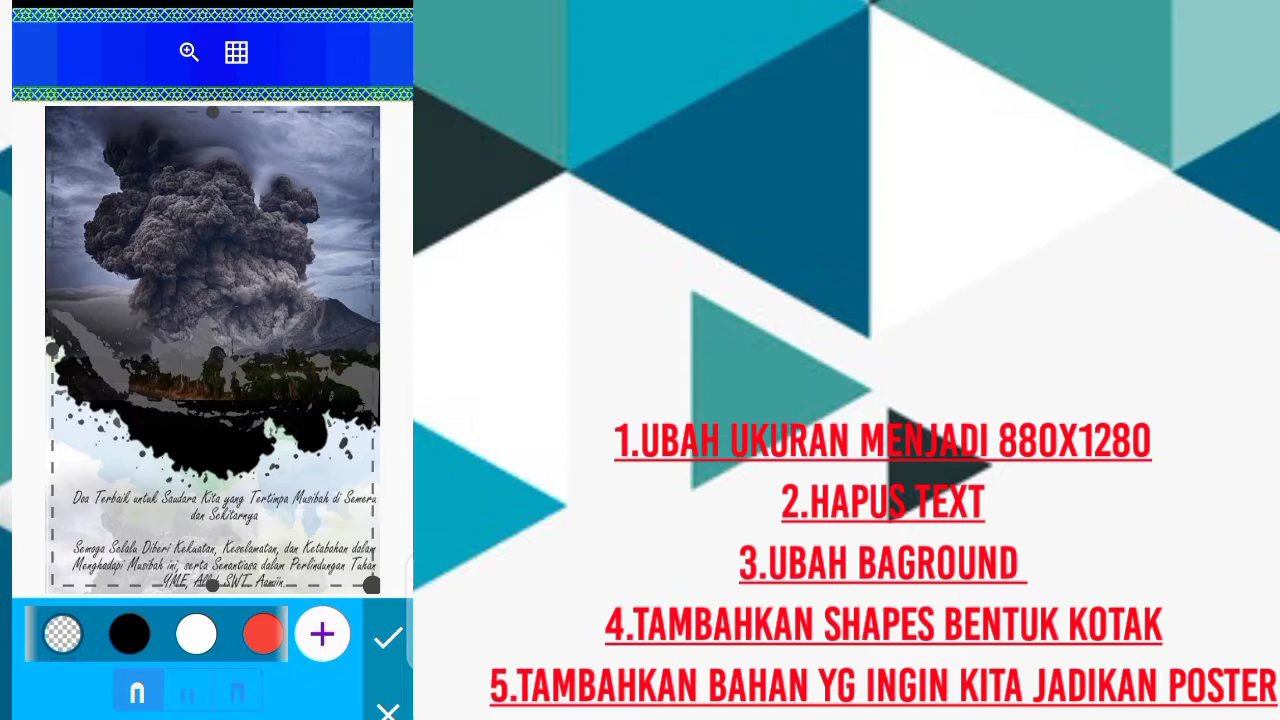 Doa Terbaik untuk Saudara Kita yang Tertimpa Musibah di Semeru
dan Sekitarnya
Semoga Selalu Diberi Kekuatan, Keselamatan, dan Ketabahan dalam
Menghadapi Musibah ini, serta Senantiasa dalam Perlindungan Tuhan
YME, Allah SWT. Aamiin.
1.UBAH UKURAN MENJADI 880X1280
2.HAPUS TEXT
3.UBAH BAGROUND
4.TAMBAHKAN SHAPES BENTUK KOTAK
5.TAMBAHKAN BAHAN YG INGIN KITA JADIKAN POSTER